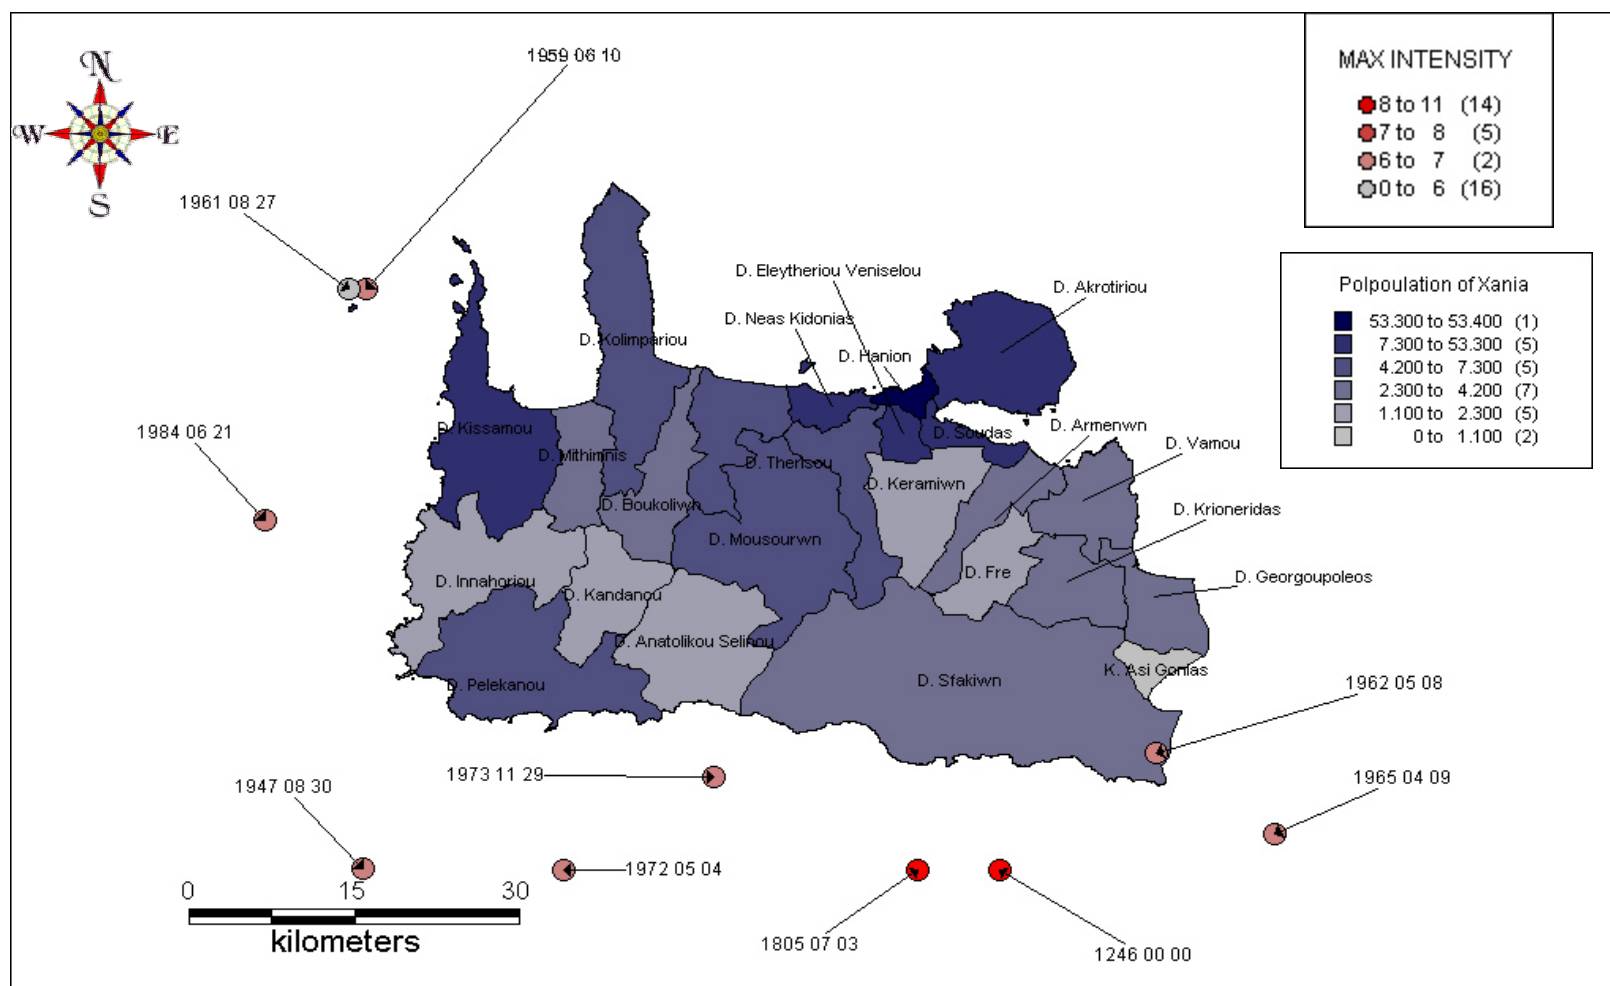 N
W
E
S
1959 06 10
1961 08 27
MAX INTENSITY
8 to 11 (14)
7 to 8 (5)
6 to 7 (2)
0 to 6 (16)
Polpoulation of Xania
53.300 to 53.400 (1)
7.300 to 53.300 (5)
4.200 to 7.300 (5)
2.300 to 4.200 (7)
1.100 to 2.300 (5)
0 to 1.100 (2)
D. Eleytheriou Veniselou
D. Akrotiriou
D. Neas Kidonias
D. Kolimpariou
D. Hanion
1984 06 21
D. Kissamou
D. Soudas
D. Armenwn
D. Vamou
D. Mithimnis
D. Therisou
D. Keramiwn
D. Boukoliwn
D. Krioneridas
D. Mousourwn
D. Innahoriou
D. Fre
D. Georgoupoleos
D. Kandanou
D. Anatolikou Selinou
D. Pelekanou
D. Sfakiwn
K. Asi Gonias
1962 05 08
1973 11 29
1965 04 09
1947 08 30
1972 05 04
0 15 30
kilometers
1805 07 03
1246 00 00